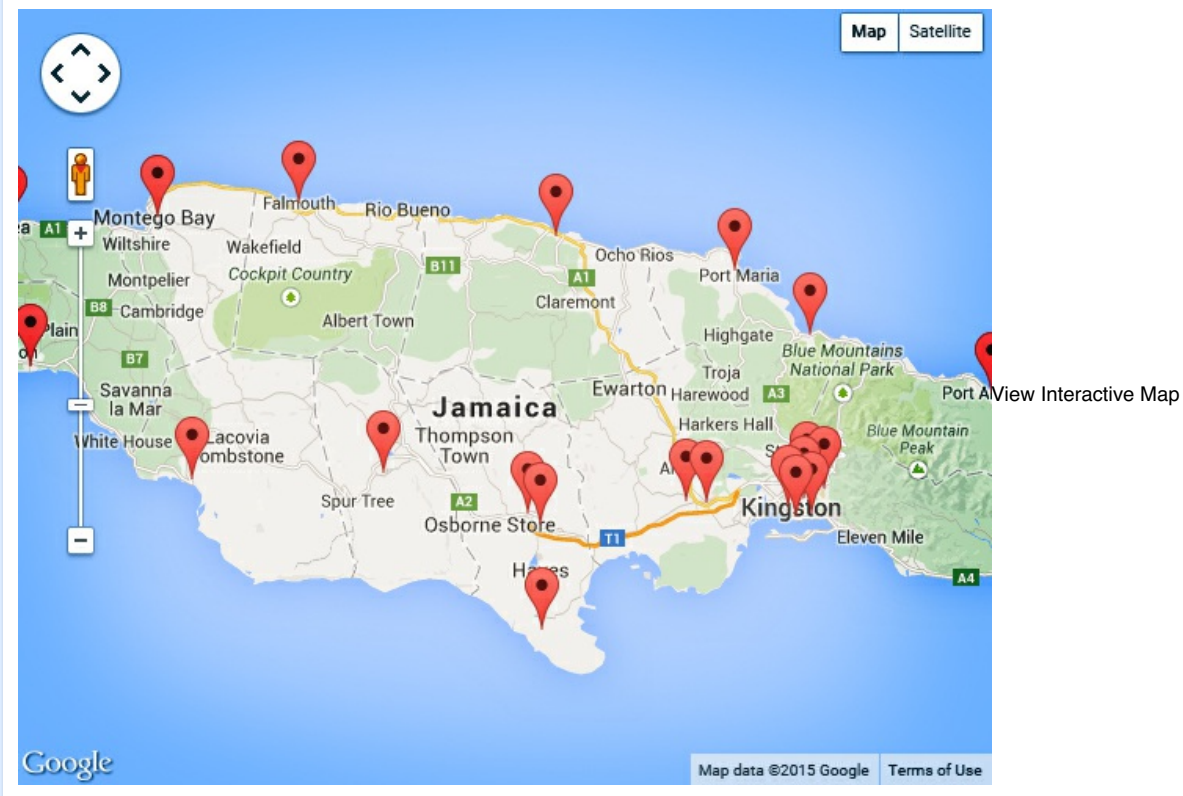 Map
Satellite
Falmouth
Rio Bueno
Montego Bay
A1
Wiltshire
Wakefield
Ocho Rios
B11
Cockpit Country
Montpelier
A1
Port Maria
Claremont
B8
Cambridge
Albert Town
Plain
Highgate
B7
Blue Mountains
National Park
Troja
Savanna
la Mar
Ewarton
Harewood
A3
Port A
View Interactive Map
Jamaica
Harkers Hall
White House
Lacovia
Thompson
Town
Blue Mountain
Peak
Spur Tree
A2
Osborne Store
Kingston
T1
Eleven Mile
Hayes
A4
Google
Map data ©2015 Google
Terms of Use